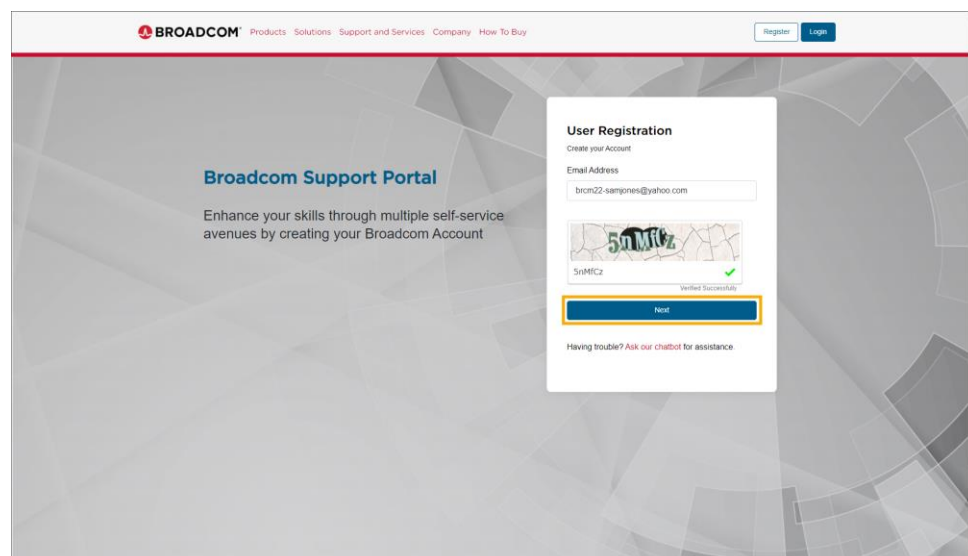 BROADCOM Products Solutions Support and Services Company How To Buy Register Login
User Registration
Create your Account
Email Address
brcm22-samjones@yahoo.com
Broadcom Support Portal
Enhance your skills through multiple self-service
avenues by creating your Broadcom Account
5nMfCz
5nMfCz
Verified Successfully
Next
Having trouble? Ask our chatbot for assistance.